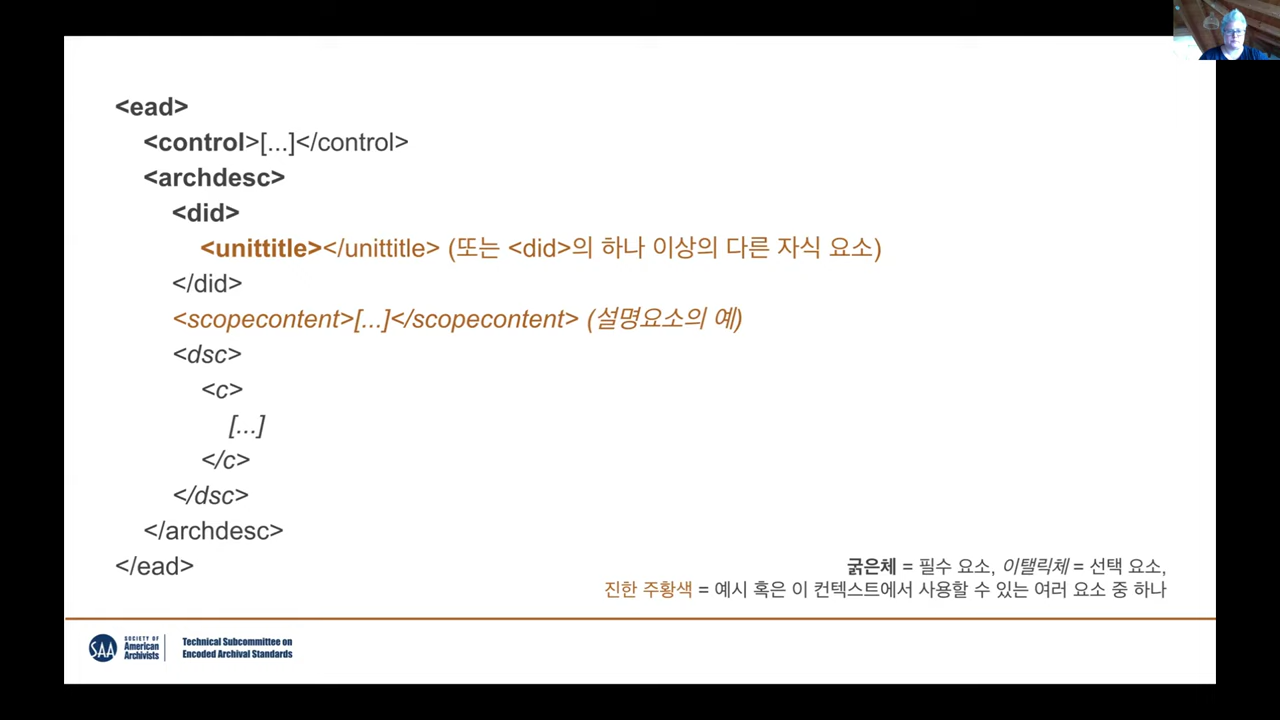 <ead>
<control>[...]</control>
<archdesc>
<did>
<unittitle></unittitle> (또는 <did>의 하나 이상의 다른 자식 요소)
</did>
<scopecontent>[...]</scopecontent> (설명요소의 예)
<dsc>
<c>
[...]
</c>
</dsc>
</archdesc>
</ead>
굵은체 = 필수 요소, 이탤릭체 = 선택 요소,
진한 주황색 = 예시 혹은 이 컨텍스트에서 사용할 수 있는 여러 요소 중 하나
SAA
SOCIETY OF
American
Archivists
Technical Subcommittee on
Encoded Archival Standards